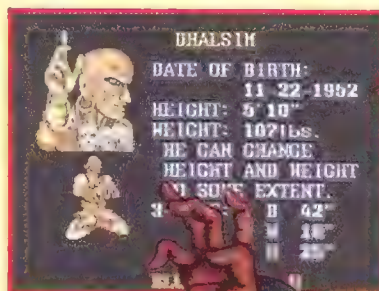 DHALSIM
DATE OF BIRTH:
11 22 1952
HEIGHT: 5'10"
WEIGHT: 107lbs.
HE CAN CHANGE
HEIGHT AND WEIGHT
TO SOME EXTENT.
B 42"
W
H